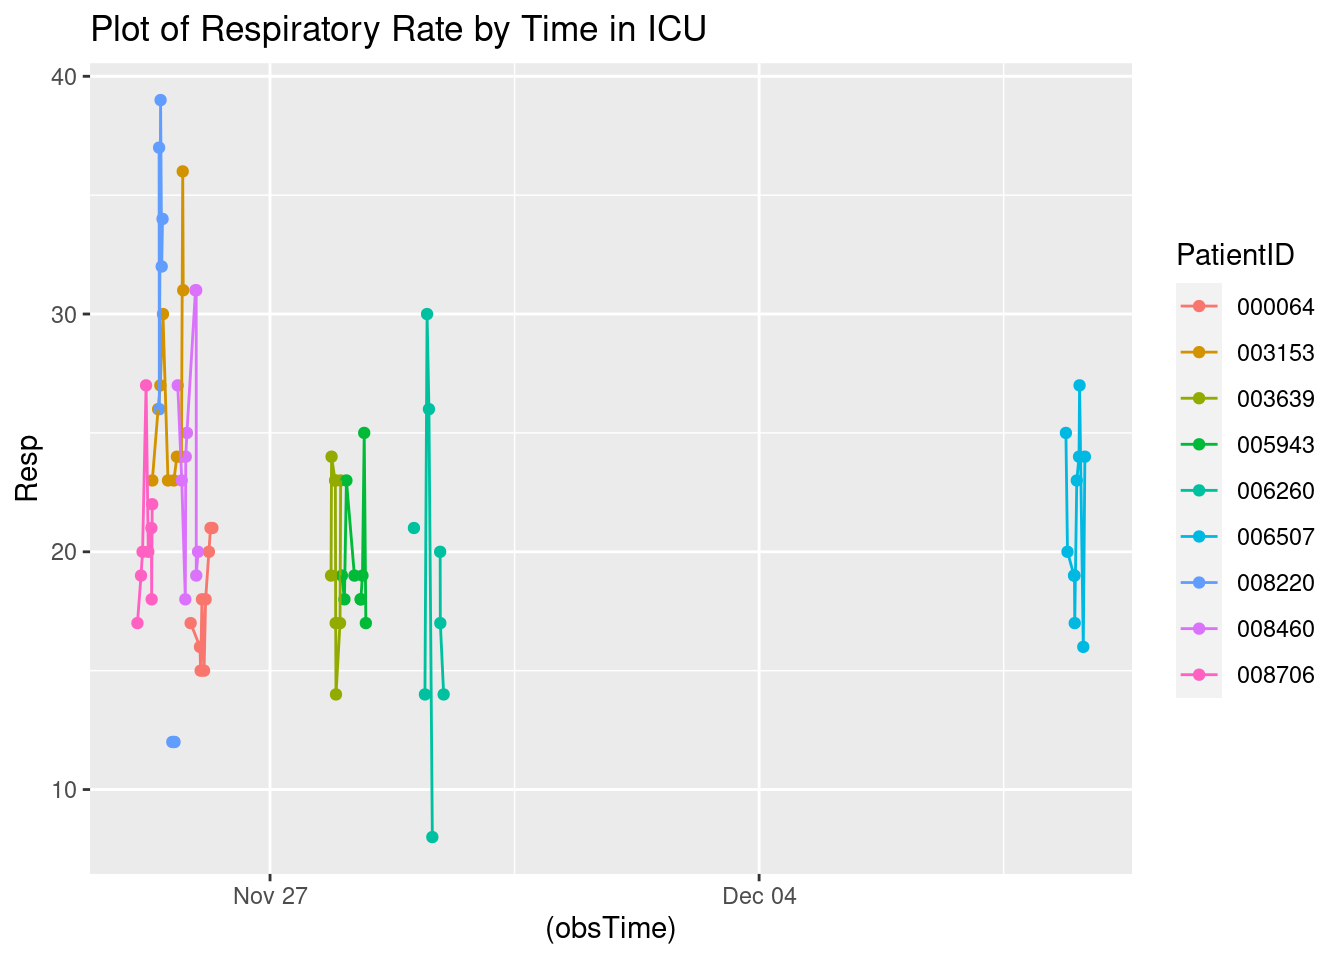 Plot of Respiratory Rate by Time in ICU
40
30
20
10
Resp
Nov 27
Dec 04
(obsTime)
PatientID
000064
003153
003639
005943
006260
006507
008220
008460
008706